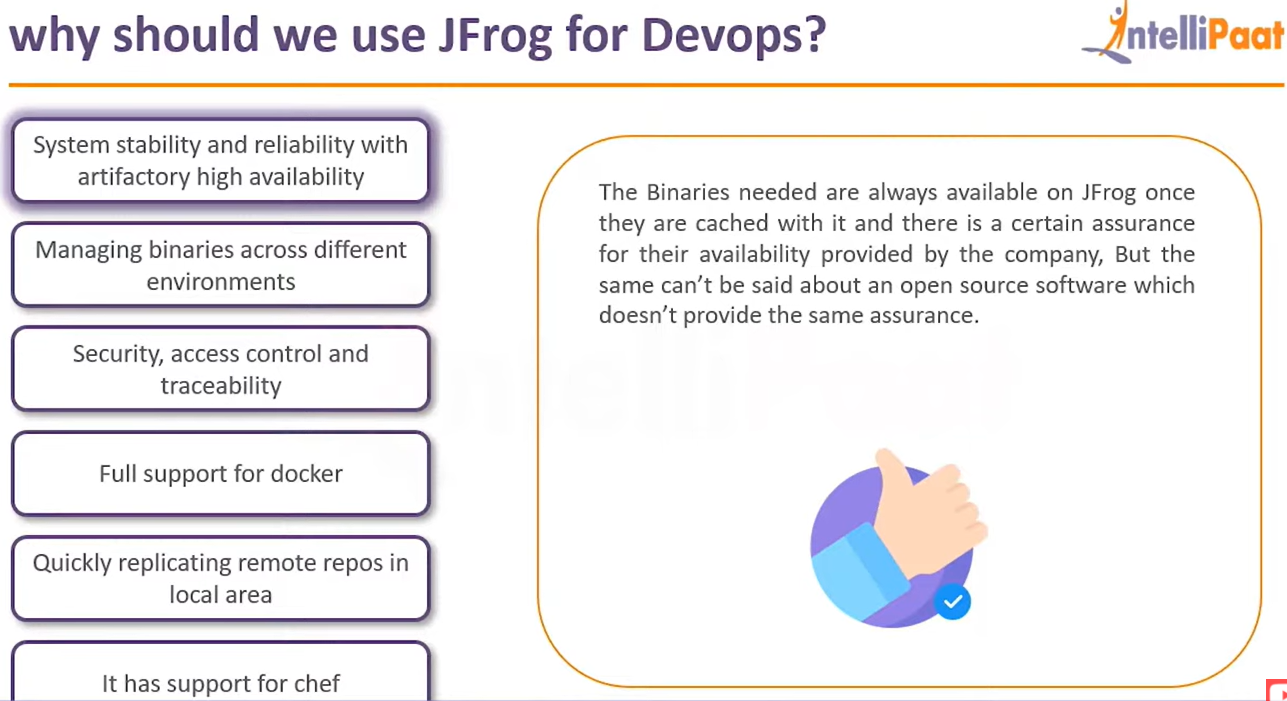 why should we use JFrog for Devops?
IntelliPaat
System stability and reliability with
artifactory high availability
Managing binaries across different
environments
Security, access control and
traceability
Full support for docker
Quickly replicating remote repos in
local area
It has support for chef
The Binaries needed are always available on JFrog once
they are cached with it and there is a certain assurance
for their availability provided by the company, But the
same can’t be said about an open source software which
doesn’t provide the same assurance.